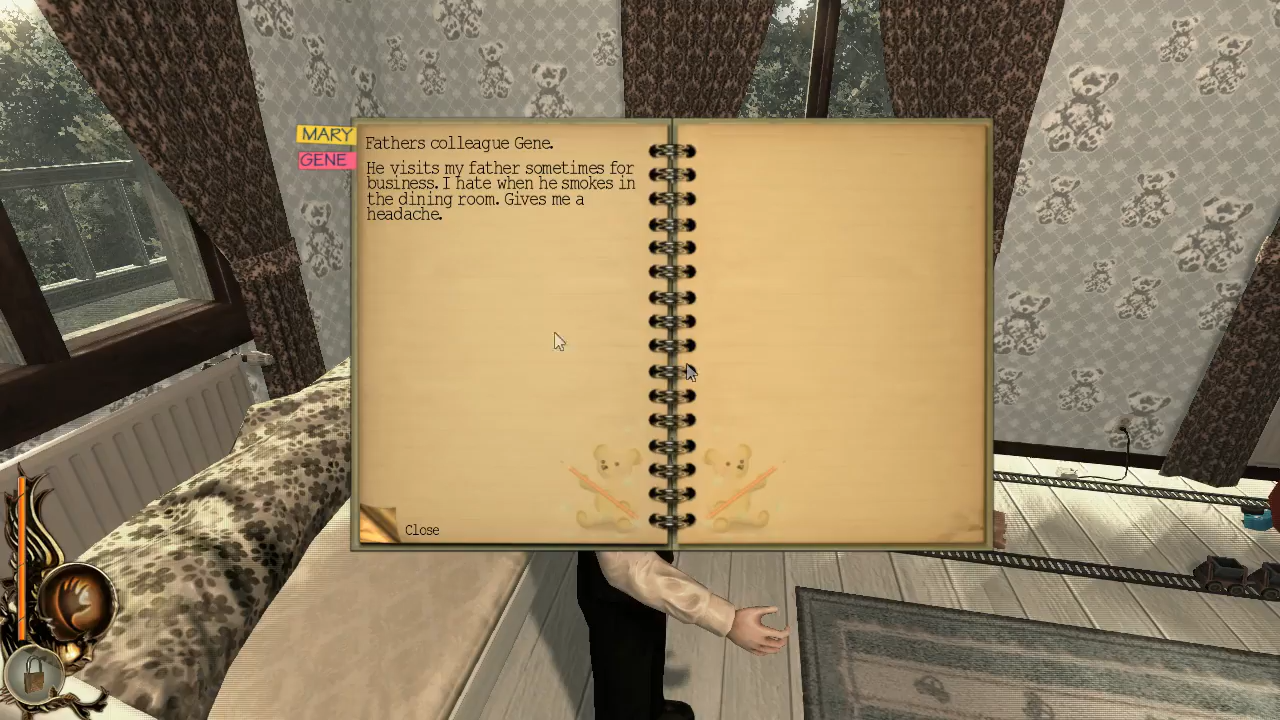 MARY
GENE
Fathers colleague Gene.
He visits my father sometimes for
business. I hate when he smokes in
the dining room. Gives me a
headache.
Close